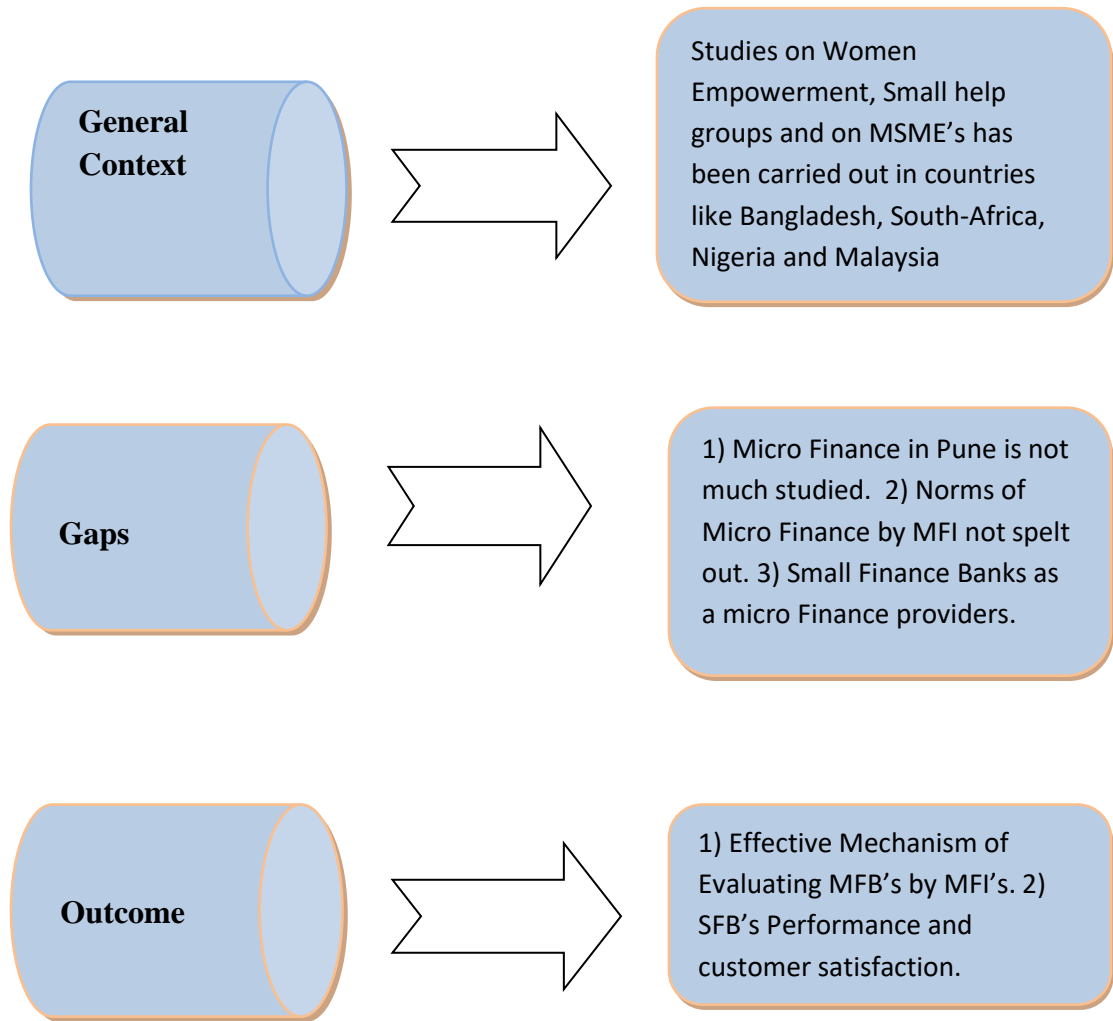 General
Context
Studies on Women
Empowerment, Small help
groups and on MSME’s has
been carried out in countries
like Bangladesh, South-Africa,
Nigeria and Malaysia
Gaps
1) Micro Finance in Pune is not
much studied.  2) Norms of
Micro Finance by MFI not spelt
out. 3) Small Finance Banks as
a micro Finance providers.
Outcome
1) Effective Mechanism of
Evaluating MFB’s by MFI’s. 2)
SFB’s Performance and
customer satisfaction.